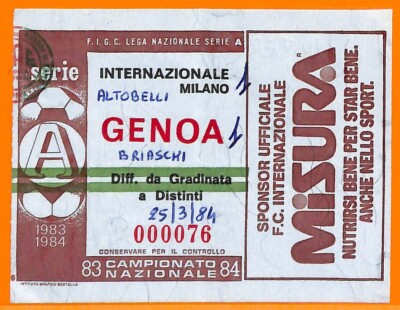 F.I.G.C. LEGA NAZIONALE SERIE A
serie
A
1983
1984
INTERNAZIONALE
MILANO 1
ALTOBELLI
GENOA 1
BRIASCHI
Diff. da Gradinata
a Distinti
25/3/84
000076
CONSERVARE PER IL CONTROLLO
83 CAMPIONATO 84
NAZIONALE
SPONSOR UFFICIALE
F.C. INTERNAZIONALE
MiSURA
NUTRIRSI BENE PER STAR BENE.
ANCHE NELLO SPORT.